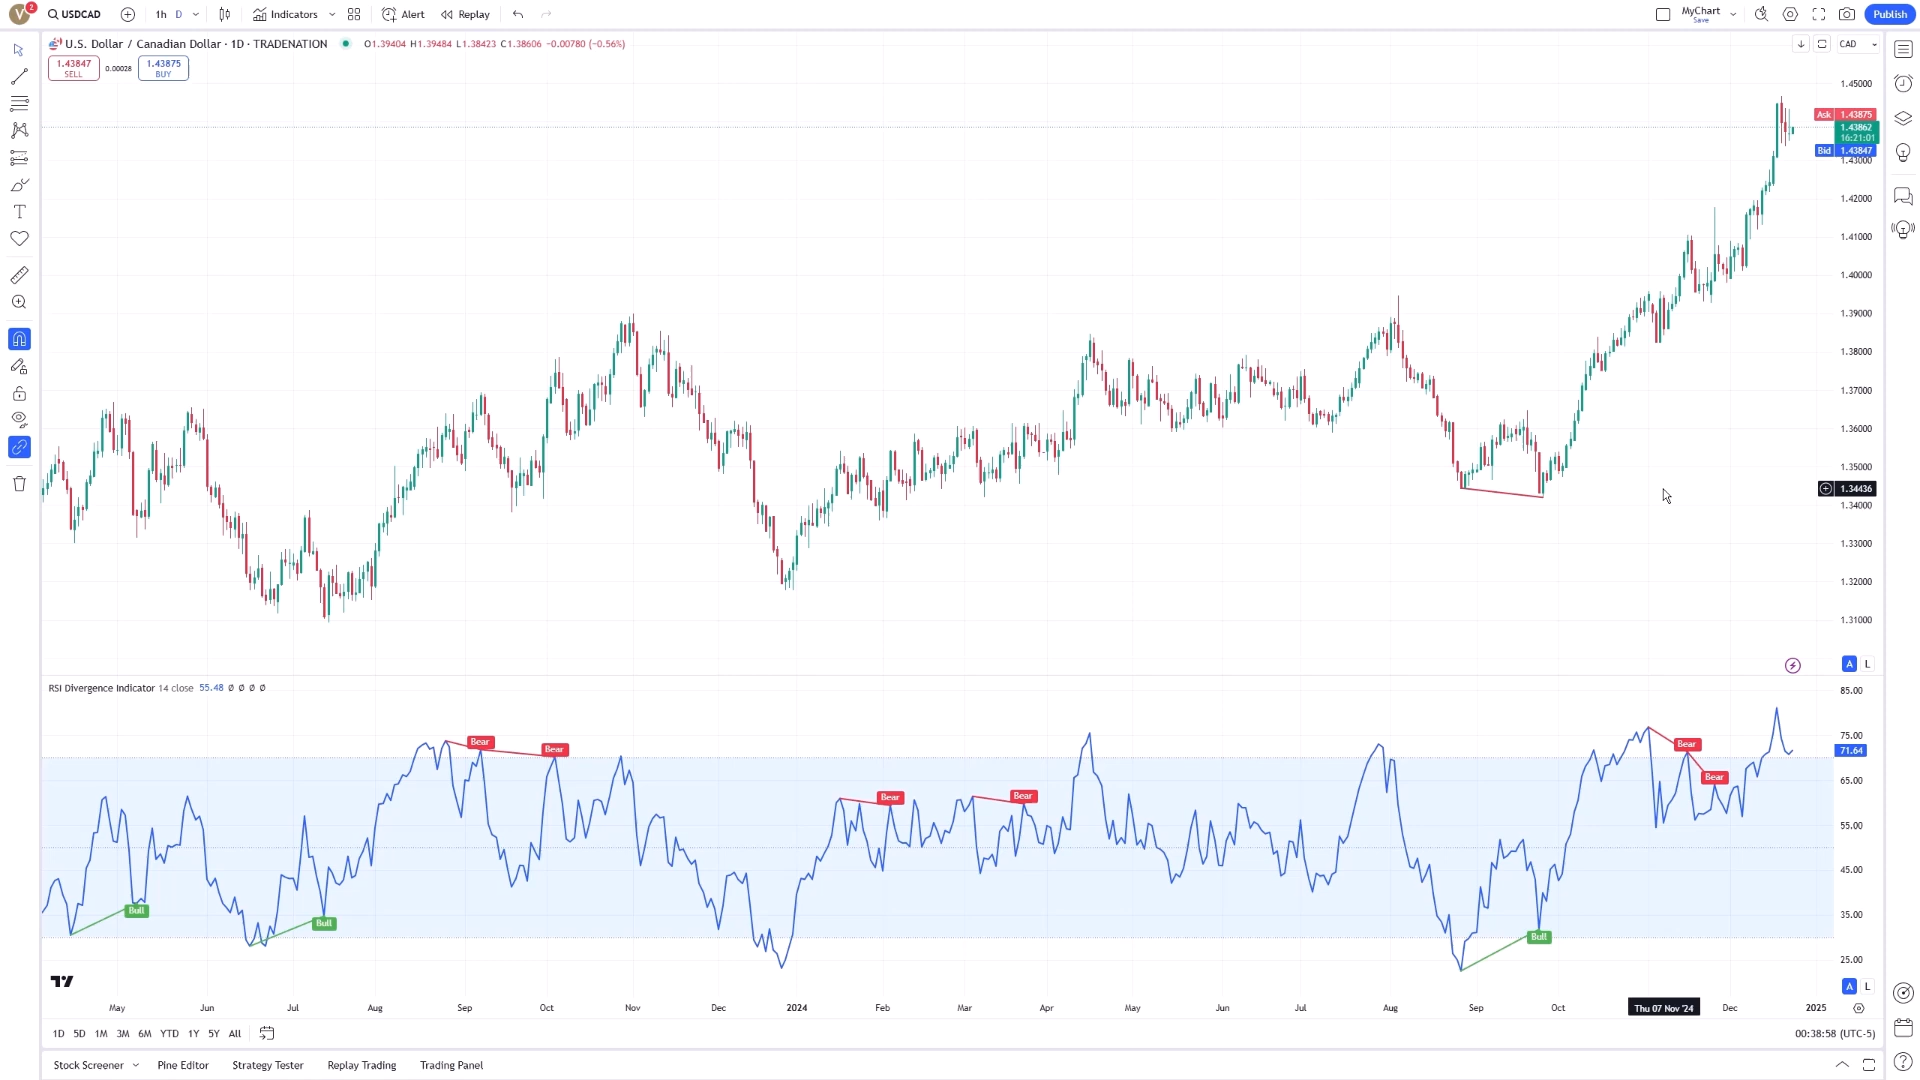 V 2 USDCAD 1h D Indicators Alert Replay MyChart Save Publish
U.S. Dollar / Canadian Dollar · 1D · TRADENATION O1.39404 H1.39484 L1.38423 C1.38606 −0.00780 (−0.56%) CAD
1.43847 SELL 0.00028 1.43875 BUY
1.45000
Ask 1.43875
1.43862
16:21:01
Bid 1.43847
1.43000
1.42000
1.41000
1.40000
1.39000
1.38000
1.37000
1.36000
1.35000
1.34436
1.34000
1.33000
1.32000
1.31000
A L
RSI Divergence Indicator 14 close 55.48 Ø Ø Ø Ø
85.00
75.00
Bear Bear Bear Bear Bear Bear
71.64
65.00
55.00
45.00
35.00
Bull Bull Bull
25.00
A L
May Jun Jul Aug Sep Oct Nov Dec 2024 Feb Mar Apr May Jun Jul Aug Sep Oct Thu 07 Nov '24 Dec 2025
1D 5D 1M 3M 6M YTD 1Y 5Y All 00:38:58 (UTC-5)
Stock Screener Pine Editor Strategy Tester Replay Trading Trading Panel